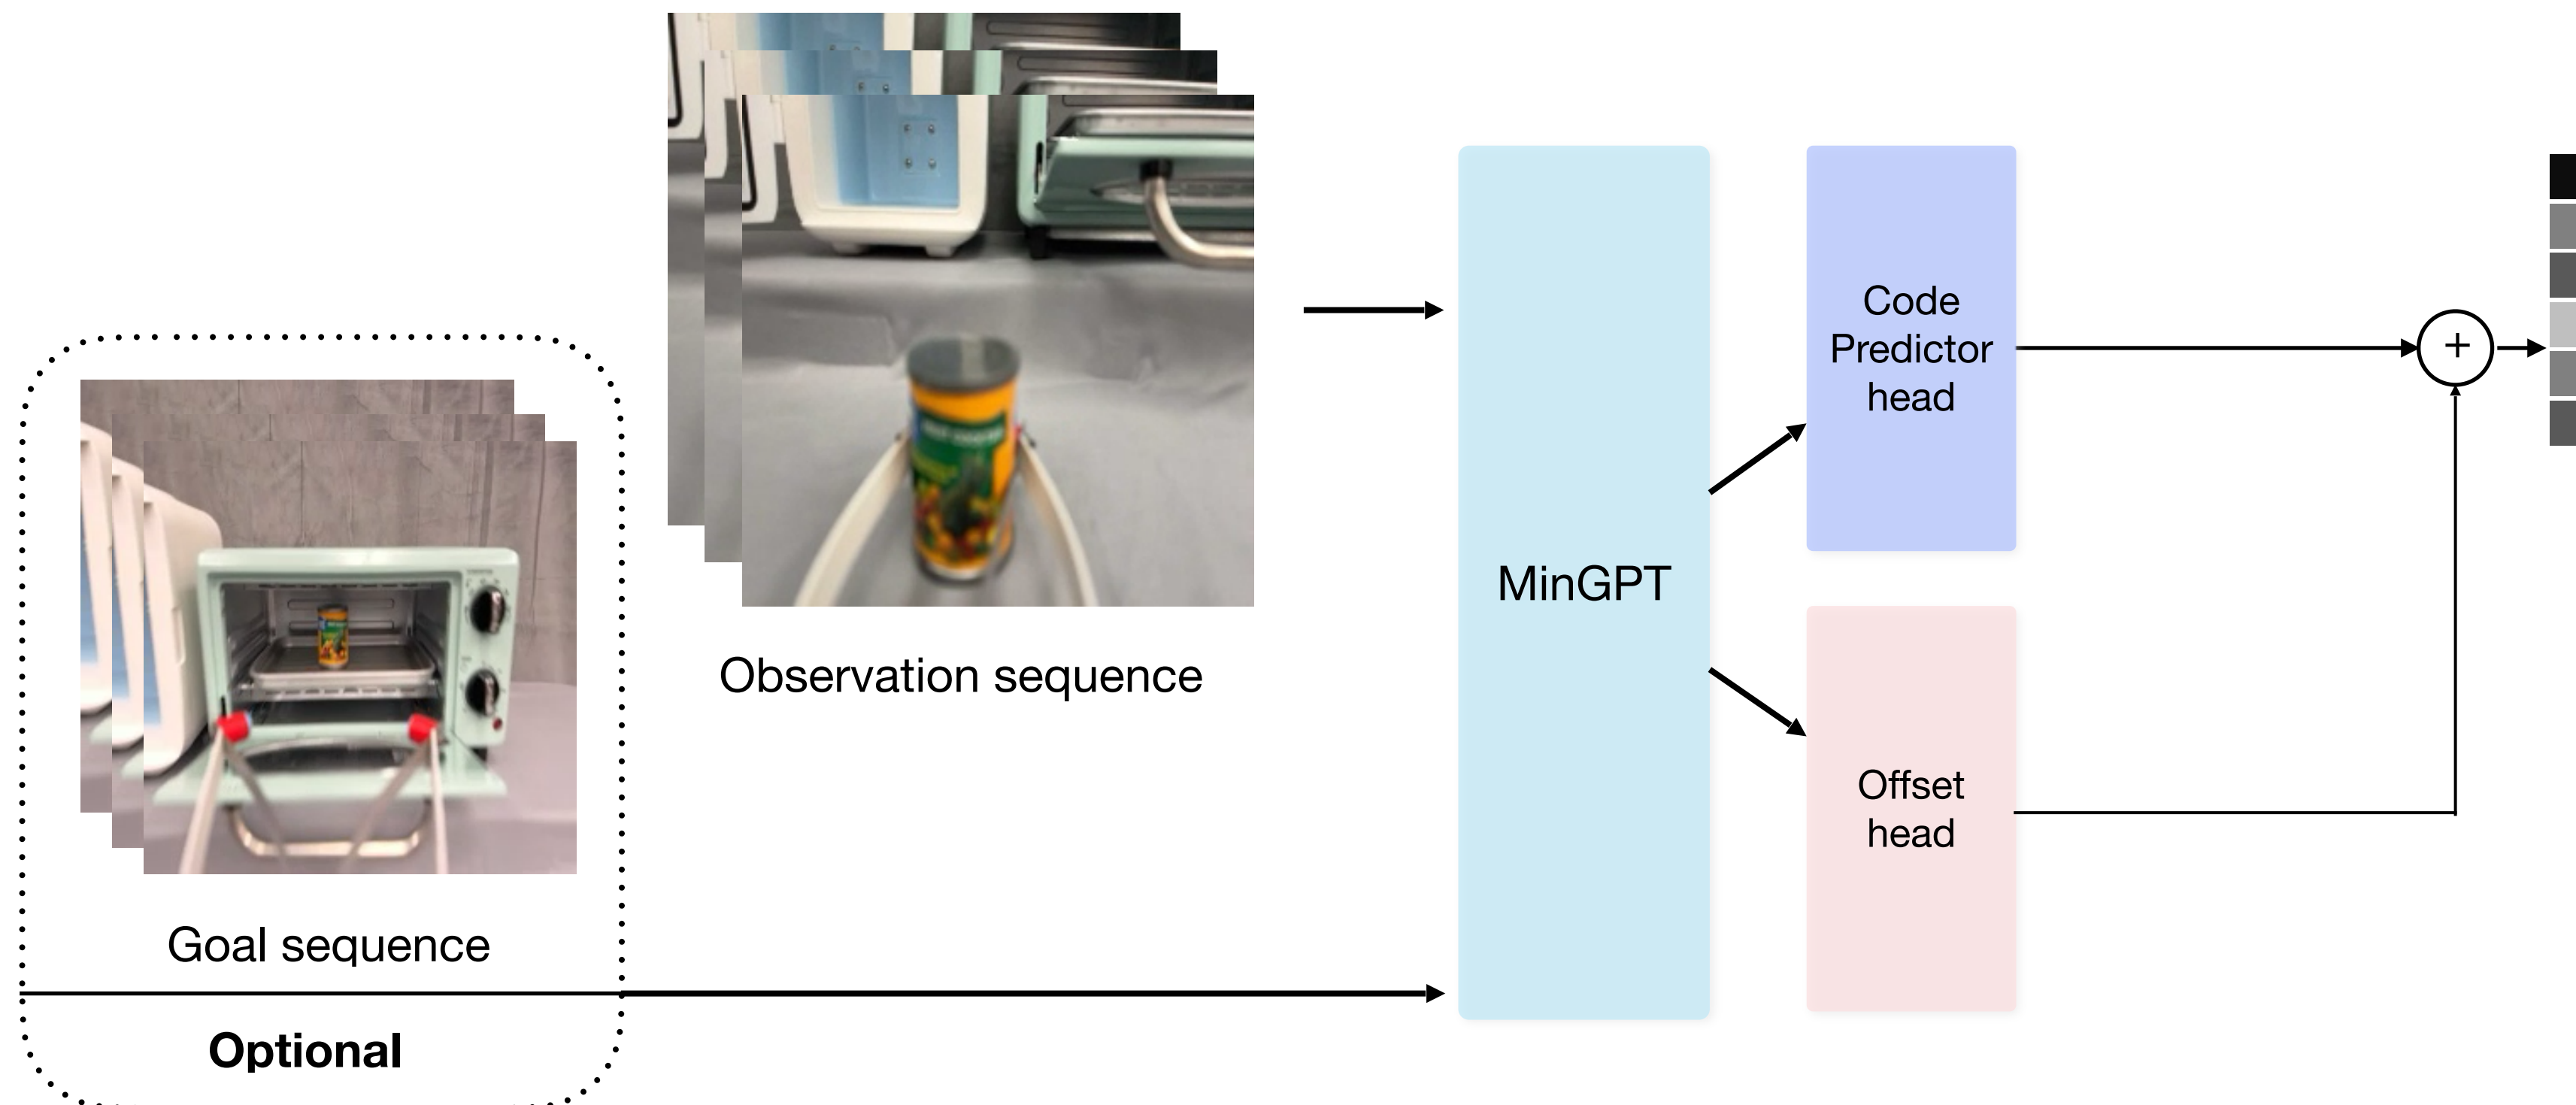 Observation sequence
Goal sequence
Optional
MinGPT
Code
Predictor
head
Offset
head
+